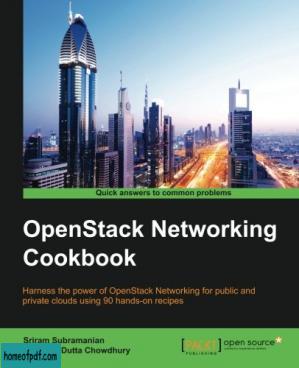 Quick answers to common problems
OpenStack Networking
Cookbook
Harness the power of OpenStack Networking for public and
private clouds using 90 hands-on recipes
Sriram Subramanian
Dutta Chowdhury
homeofpdf.com
[PACKT] open source
PUBLISHING